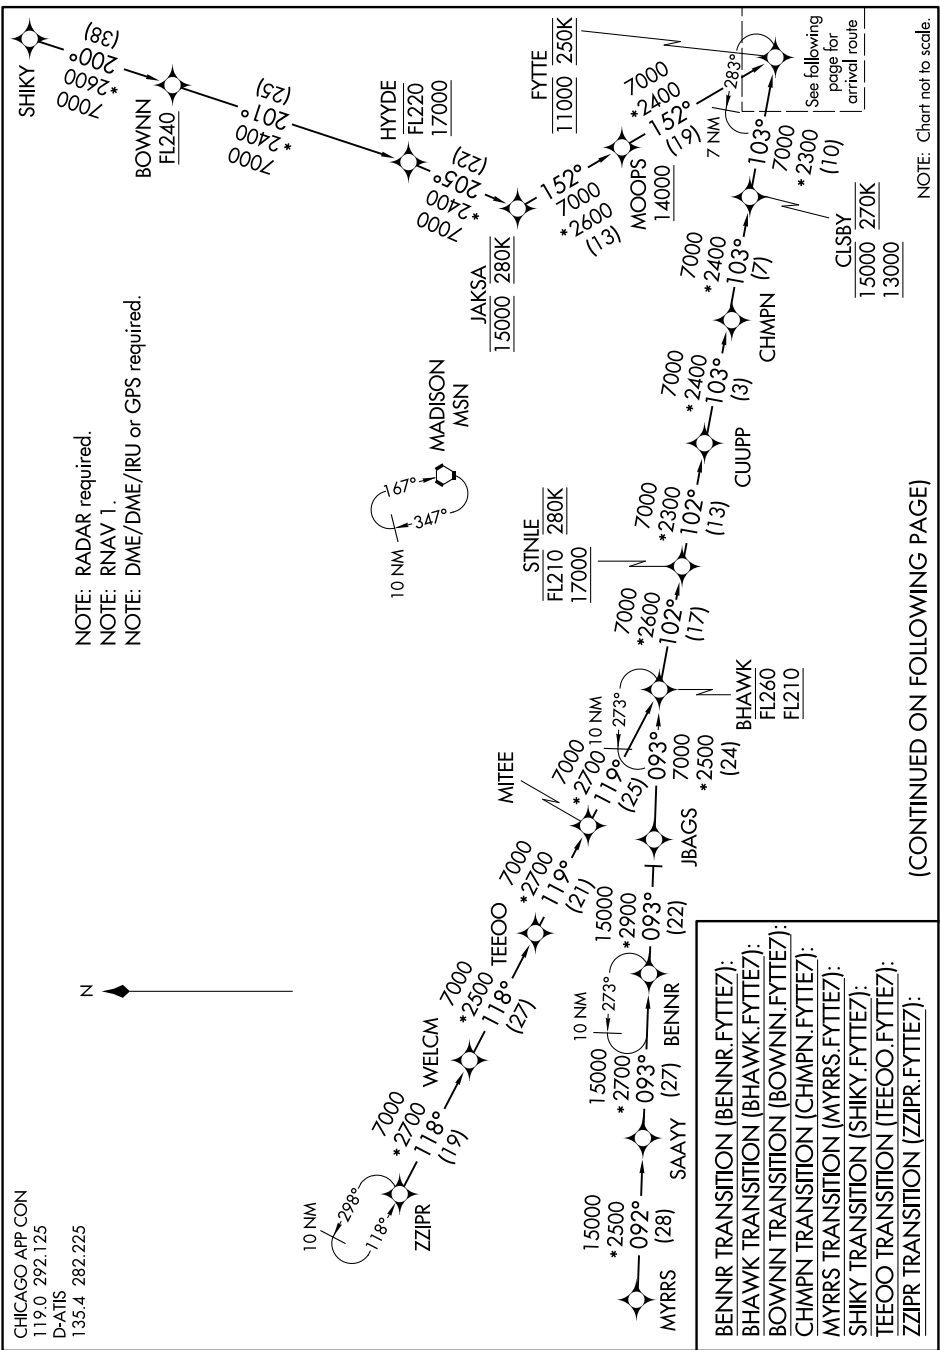 CHICAGO APP CON
119.0 292.125
D-ATIS
135.4 282.225
N
NOTE: RADAR required.
NOTE: RNAV 1.
NOTE: DME/DME/IRU or GPS required.
SHIKY
(38)
200°
*2600
7000
BOWNN
FL240
(25)
201°
*2400
7000
HYYDE
FL220
17000
(22)
205°
*2400
7000
JAKSA
15000 280K
152°
7000
*2600
(13)
MOOPS
14000
7000
*2400
152°
(19)
FYTTE
11000 250K
283°
7 NM
See following
page for
arrival route
MADISON
MSN
167°
347°
10 NM
10 NM
298°
118°
ZZIPR
7000
*2700
118°
(19)
WELCM
7000
*2500
118°
(27)
TEEOO
7000
*2700
119°
(21)
MITEE
7000
*2700
119°
(25)
10 NM
273°
MYRRS
15000
*2500
092°
(28)
SAAYY
15000
*2700
093°
(27)
10 NM
273°
BENNR
15000
*2900
093°
(22)
JBAGS
093°
7000
*2500
(24)
BHAWK
FL260
FL210
7000
*2600
102°
(17)
STNLE
FL210 280K
17000
7000
*2300
102°
(13)
CUUPP
7000
*2400
103°
(3)
CHMPN
7000
*2400
103°
(7)
CLSBY
15000 270K
13000
103°
7000
*2300
(10)
NOTE: Chart not to scale.
BENNR TRANSITION (BENNR.FYTTE7):
BHAWK TRANSITION (BHAWK.FYTTE7):
BOWNN TRANSITION (BOWNN.FYTTE7):
CHMPN TRANSITION (CHMPN.FYTTE7):
MYRRS TRANSITION (MYRRS.FYTTE7):
SHIKY TRANSITION (SHIKY.FYTTE7):
TEEOO TRANSITION (TEEOO.FYTTE7):
ZZIPR TRANSITION (ZZIPR.FYTTE7):
(CONTINUED ON FOLLOWING PAGE)